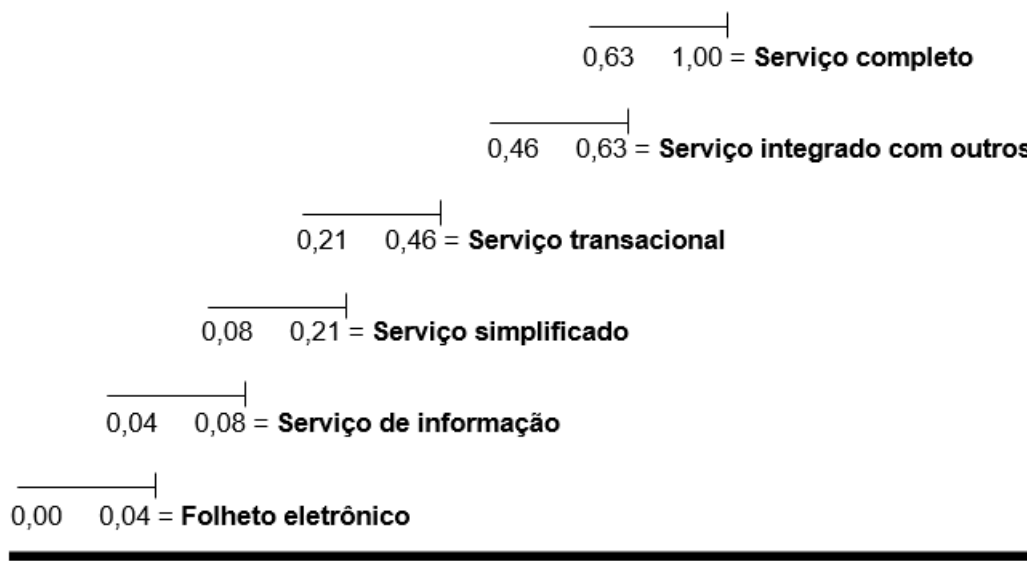 0,63 1,00 = Serviço completo
0,46 0,63 = Serviço integrado com outros
0,21 0,46 = Serviço transacional
0,08 0,21 = Serviço simplificado
0,04 0,08 = Serviço de informação
0,00 0,04 = Folheto eletrônico